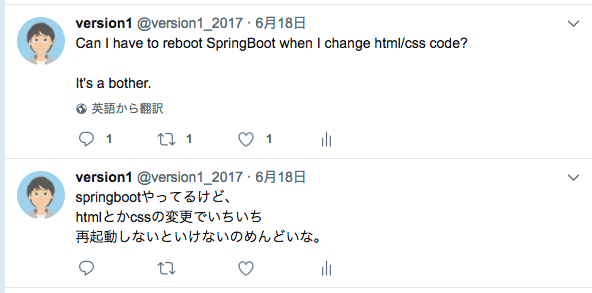 version1 @version1_2017 · 6月18日
Can I have to reboot SpringBoot when I change html/css code?
It's a bother.
英語から翻訳
1 1 1
version1 @version1_2017 · 6月18日
springbootやってるけど、
htmlとかcssの変更でいちいち
再起動しないといけないのめんどいな。